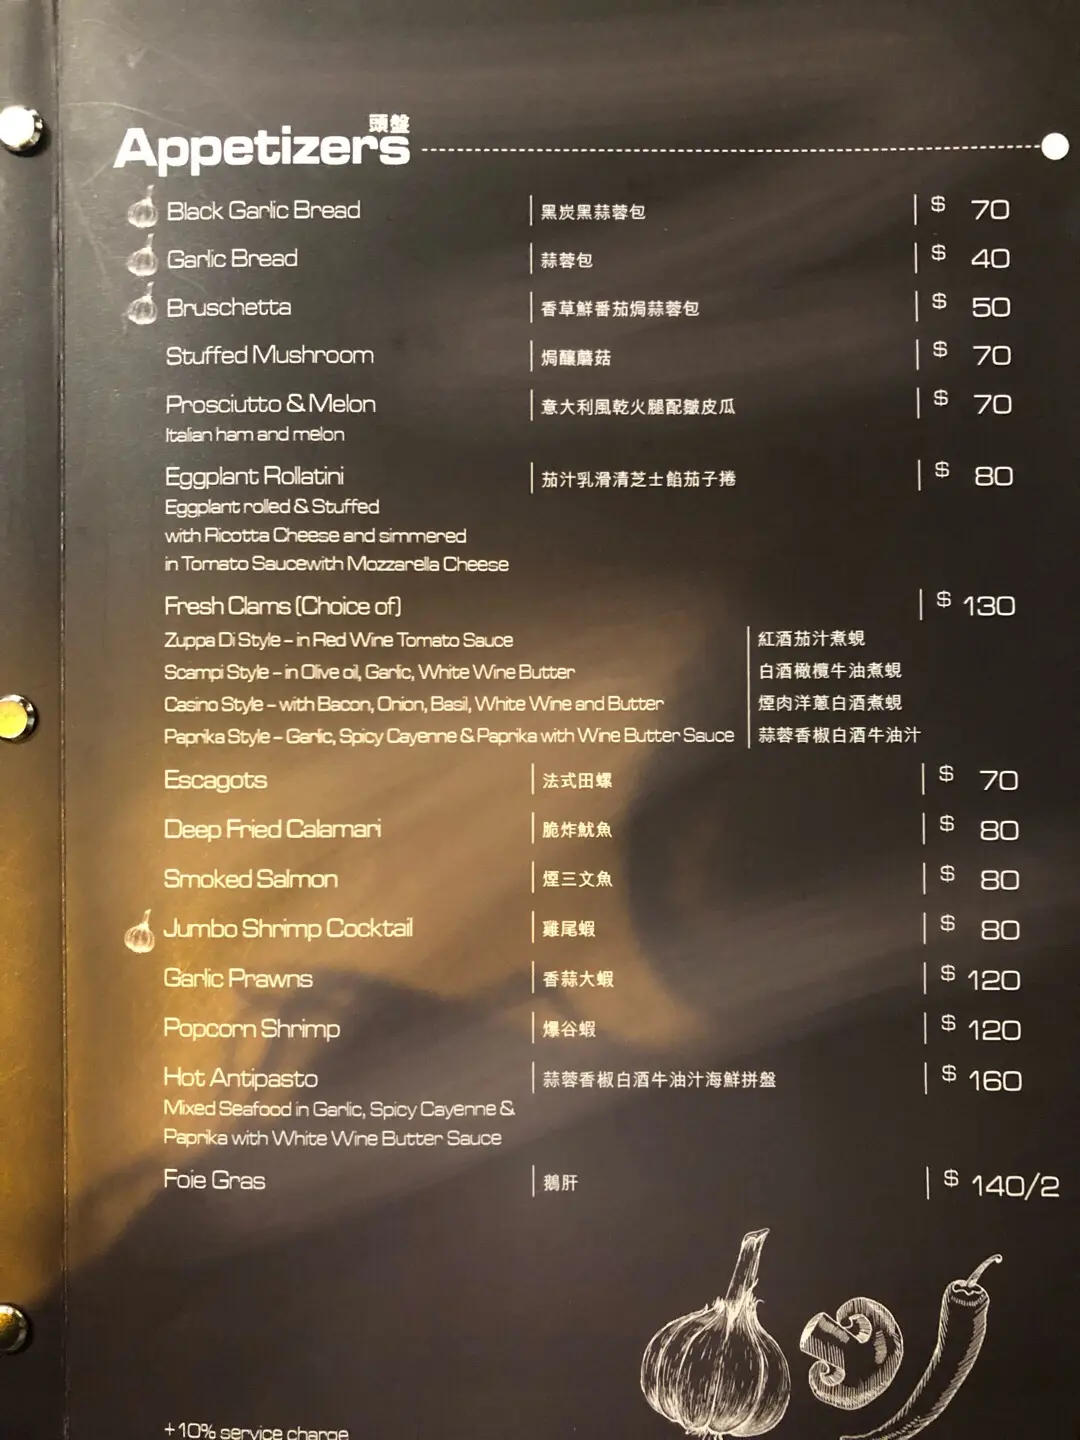 頭盤
Appetizers
Black Garlic Bread 黑炭黑蒜蓉包 $ 70
Garlic Bread 蒜蓉包 $ 40
Bruschetta 香草鮮番茄焗蒜蓉包 $ 50
Stuffed Mushroom 焗釀蘑菇 $ 70
Prosciutto & Melon 意大利風乾火腿配皺皮瓜 $ 70
Italian ham and melon
Eggplant Rollatini 茄汁乳滑清芝士餡茄子捲 $ 80
Eggplant rolled & Stuffed
with Ricotta Cheese and simmered
in Tomato Saucewith Mozzarella Cheese
Fresh Clams (Choice of) $ 130
Zuppa Di Style – in Red Wine Tomato Sauce 紅酒茄汁煮蜆
Scampi Style – in Olive oil, Garlic, White Wine Butter 白酒橄欖牛油煮蜆
Casino Style – with Bacon, Onion, Basil, White Wine and Butter 煙肉洋蔥白酒煮蜆
Paprika Style – Garlic, Spicy Cayenne & Paprika with Wine Butter Sauce 蒜蓉香椒白酒牛油汁
Escagots 法式田螺 $ 70
Deep Fried Calamari 脆炸魷魚 $ 80
Smoked Salmon 煙三文魚 $ 80
Jumbo Shrimp Cocktail 雞尾蝦 $ 80
Garlic Prawns 香蒜大蝦 $ 120
Popcorn Shrimp 爆谷蝦 $ 120
Hot Antipasto 蒜蓉香椒白酒牛油汁海鮮拼盤 $ 160
Mixed Seafood in Garlic, Spicy Cayenne &
Paprika with White Wine Butter Sauce
Foie Gras 鵝肝 $ 140/2
+10% service charge